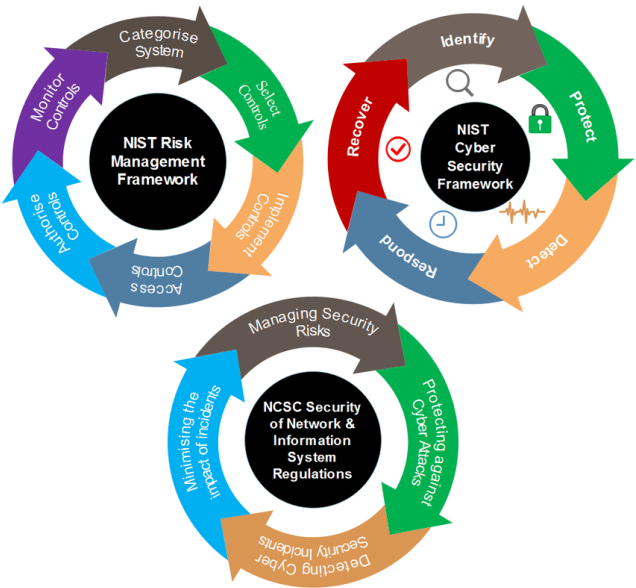 Categorise
System
Select
Controls
Implement
Controls
Access
Controls
Authorise
Controls
Monitor
Controls
NIST Risk
Management
Framework
Identify
Protect
Detect
Respond
Recover
NIST
Cyber
Security
Framework
Managing Security
Risks
Protecting against
Cyber Attacks
Detecting Cyber
Security Incidents
Minimising the
impact of incidents
NCSC Security
of Network &
Information
System
Regulations